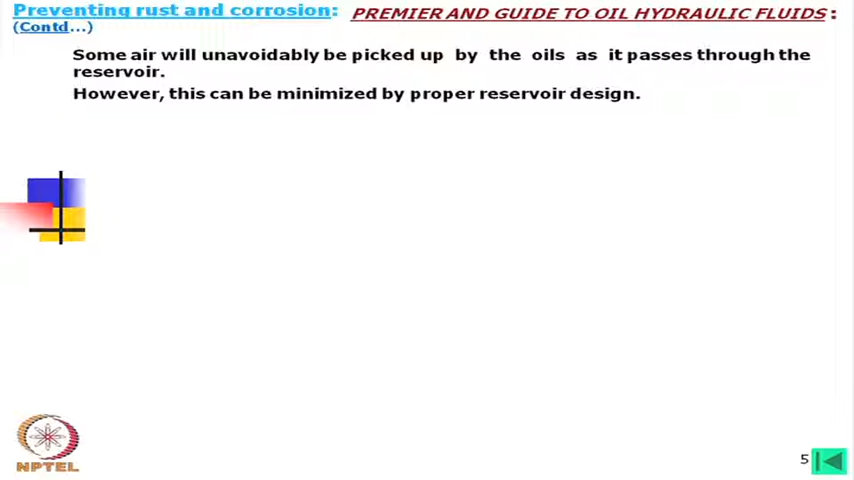 Preventing rust and corrosion: PREMIER AND GUIDE TO OIL HYDRAULIC FLUIDS :
(Contd...)
Some air will unavoidably be picked up by the oils as it passes through the
reservoir.
However, this can be minimized by proper reservoir design.
NPTEL
5